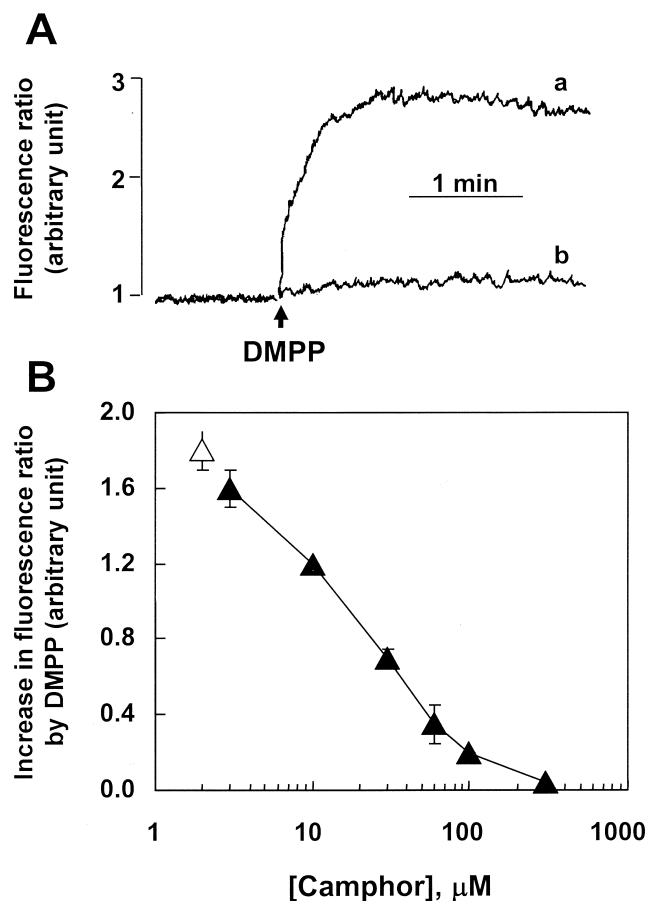 A
Fluorescence ratio
(arbitrary unit)
3
2
1
a
1 min
b
DMPP
B
Increase in fluorescence ratio
by DMPP (arbitrary unit)
2.0
1.6
1.2
0.8
0.4
0.0
1 10 100 1000
[Camphor], μM